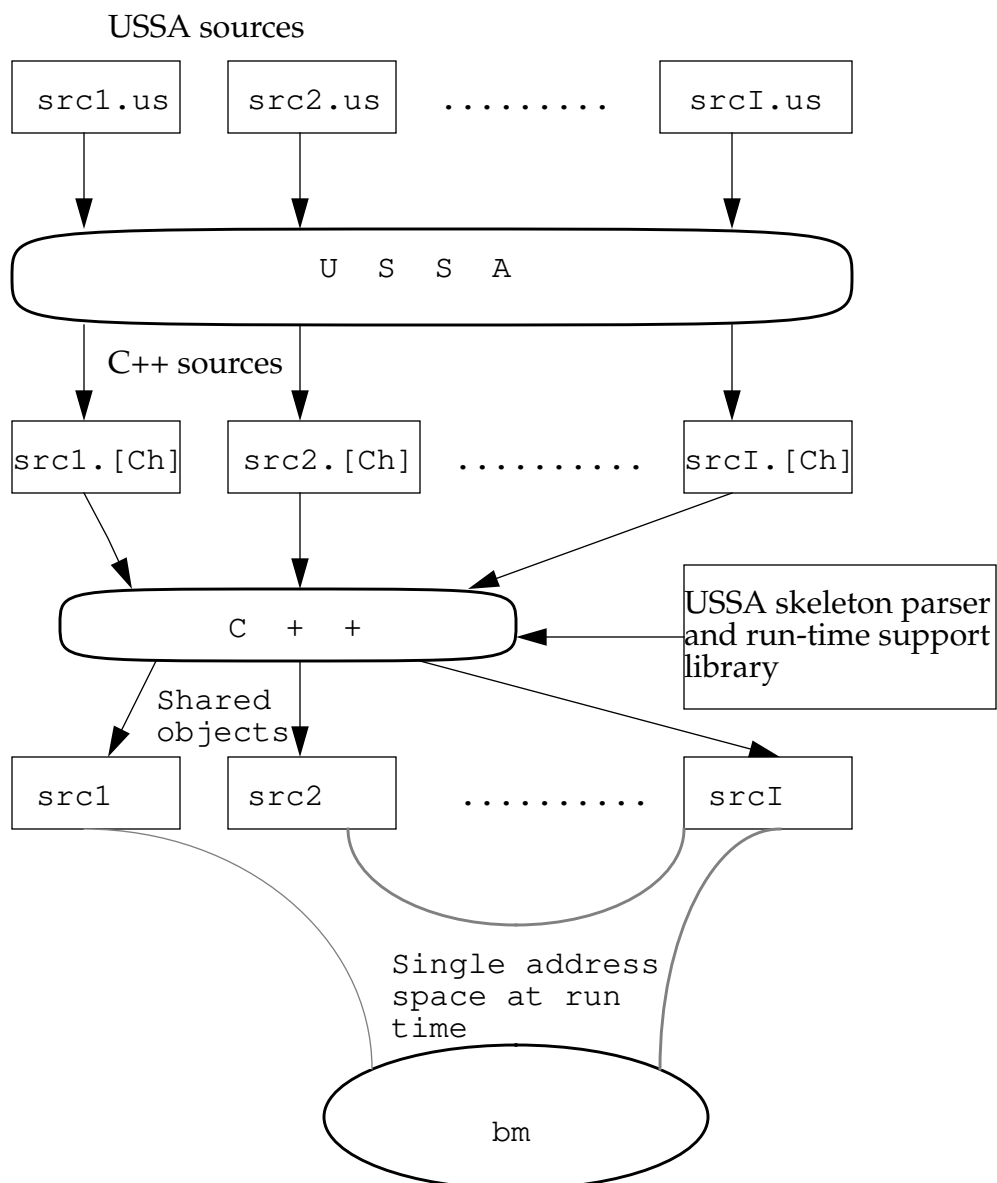 USSA sources
src1.us src2.us ......... srcI.us
U S S A
C++ sources
src1.[Ch] src2.[Ch] .......... srcI.[Ch]
C + +
USSA skeleton parser
and run-time support
library
Shared
objects
src1 src2 .......... srcI
Single address
space at run
time
bm